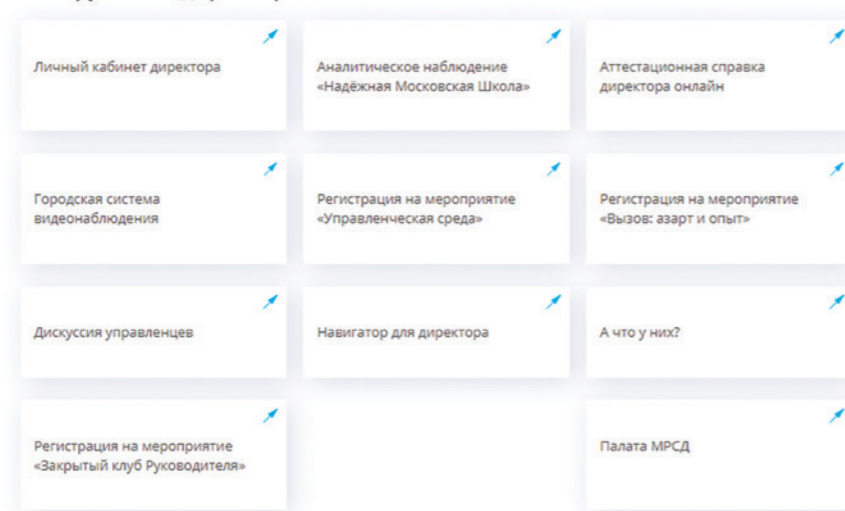 Личный кабинет директора
Аналитическое наблюдение
«Надёжная Московская Школа»
Аттестационная справка
директора онлайн
Городская система
видеонаблюдения
Регистрация на мероприятие
«Управленческая среда»
Регистрация на мероприятие
«Вызов: азарт и опыт»
Дискуссия управленцев
Навигатор для директора
А что у них?
Регистрация на мероприятие
«Закрытый клуб Руководителя»
Палата МРСД